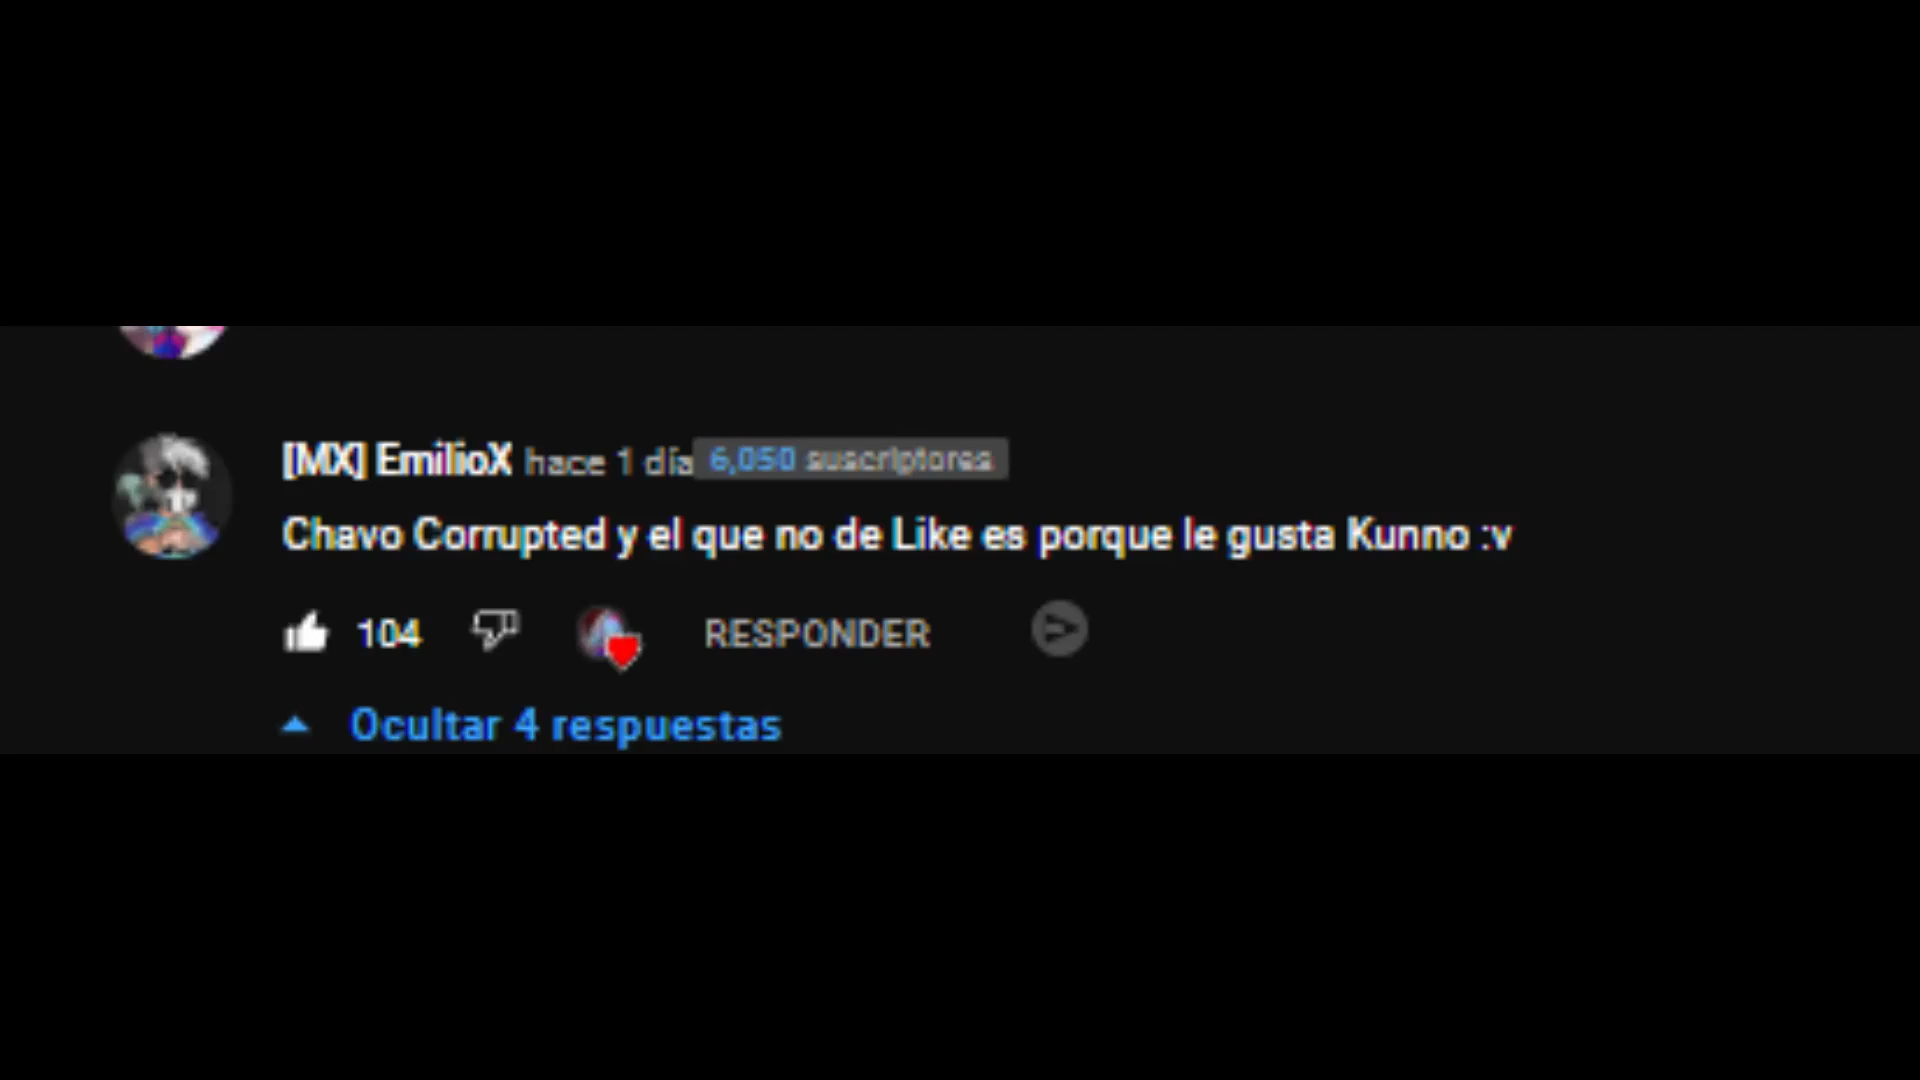 [MX] EmilioX hace 1 día 6,050 suscriptores
Chavo Corrupted y el que no de Like es porque le gusta Kunno :v
104 RESPONDER
Ocultar 4 respuestas